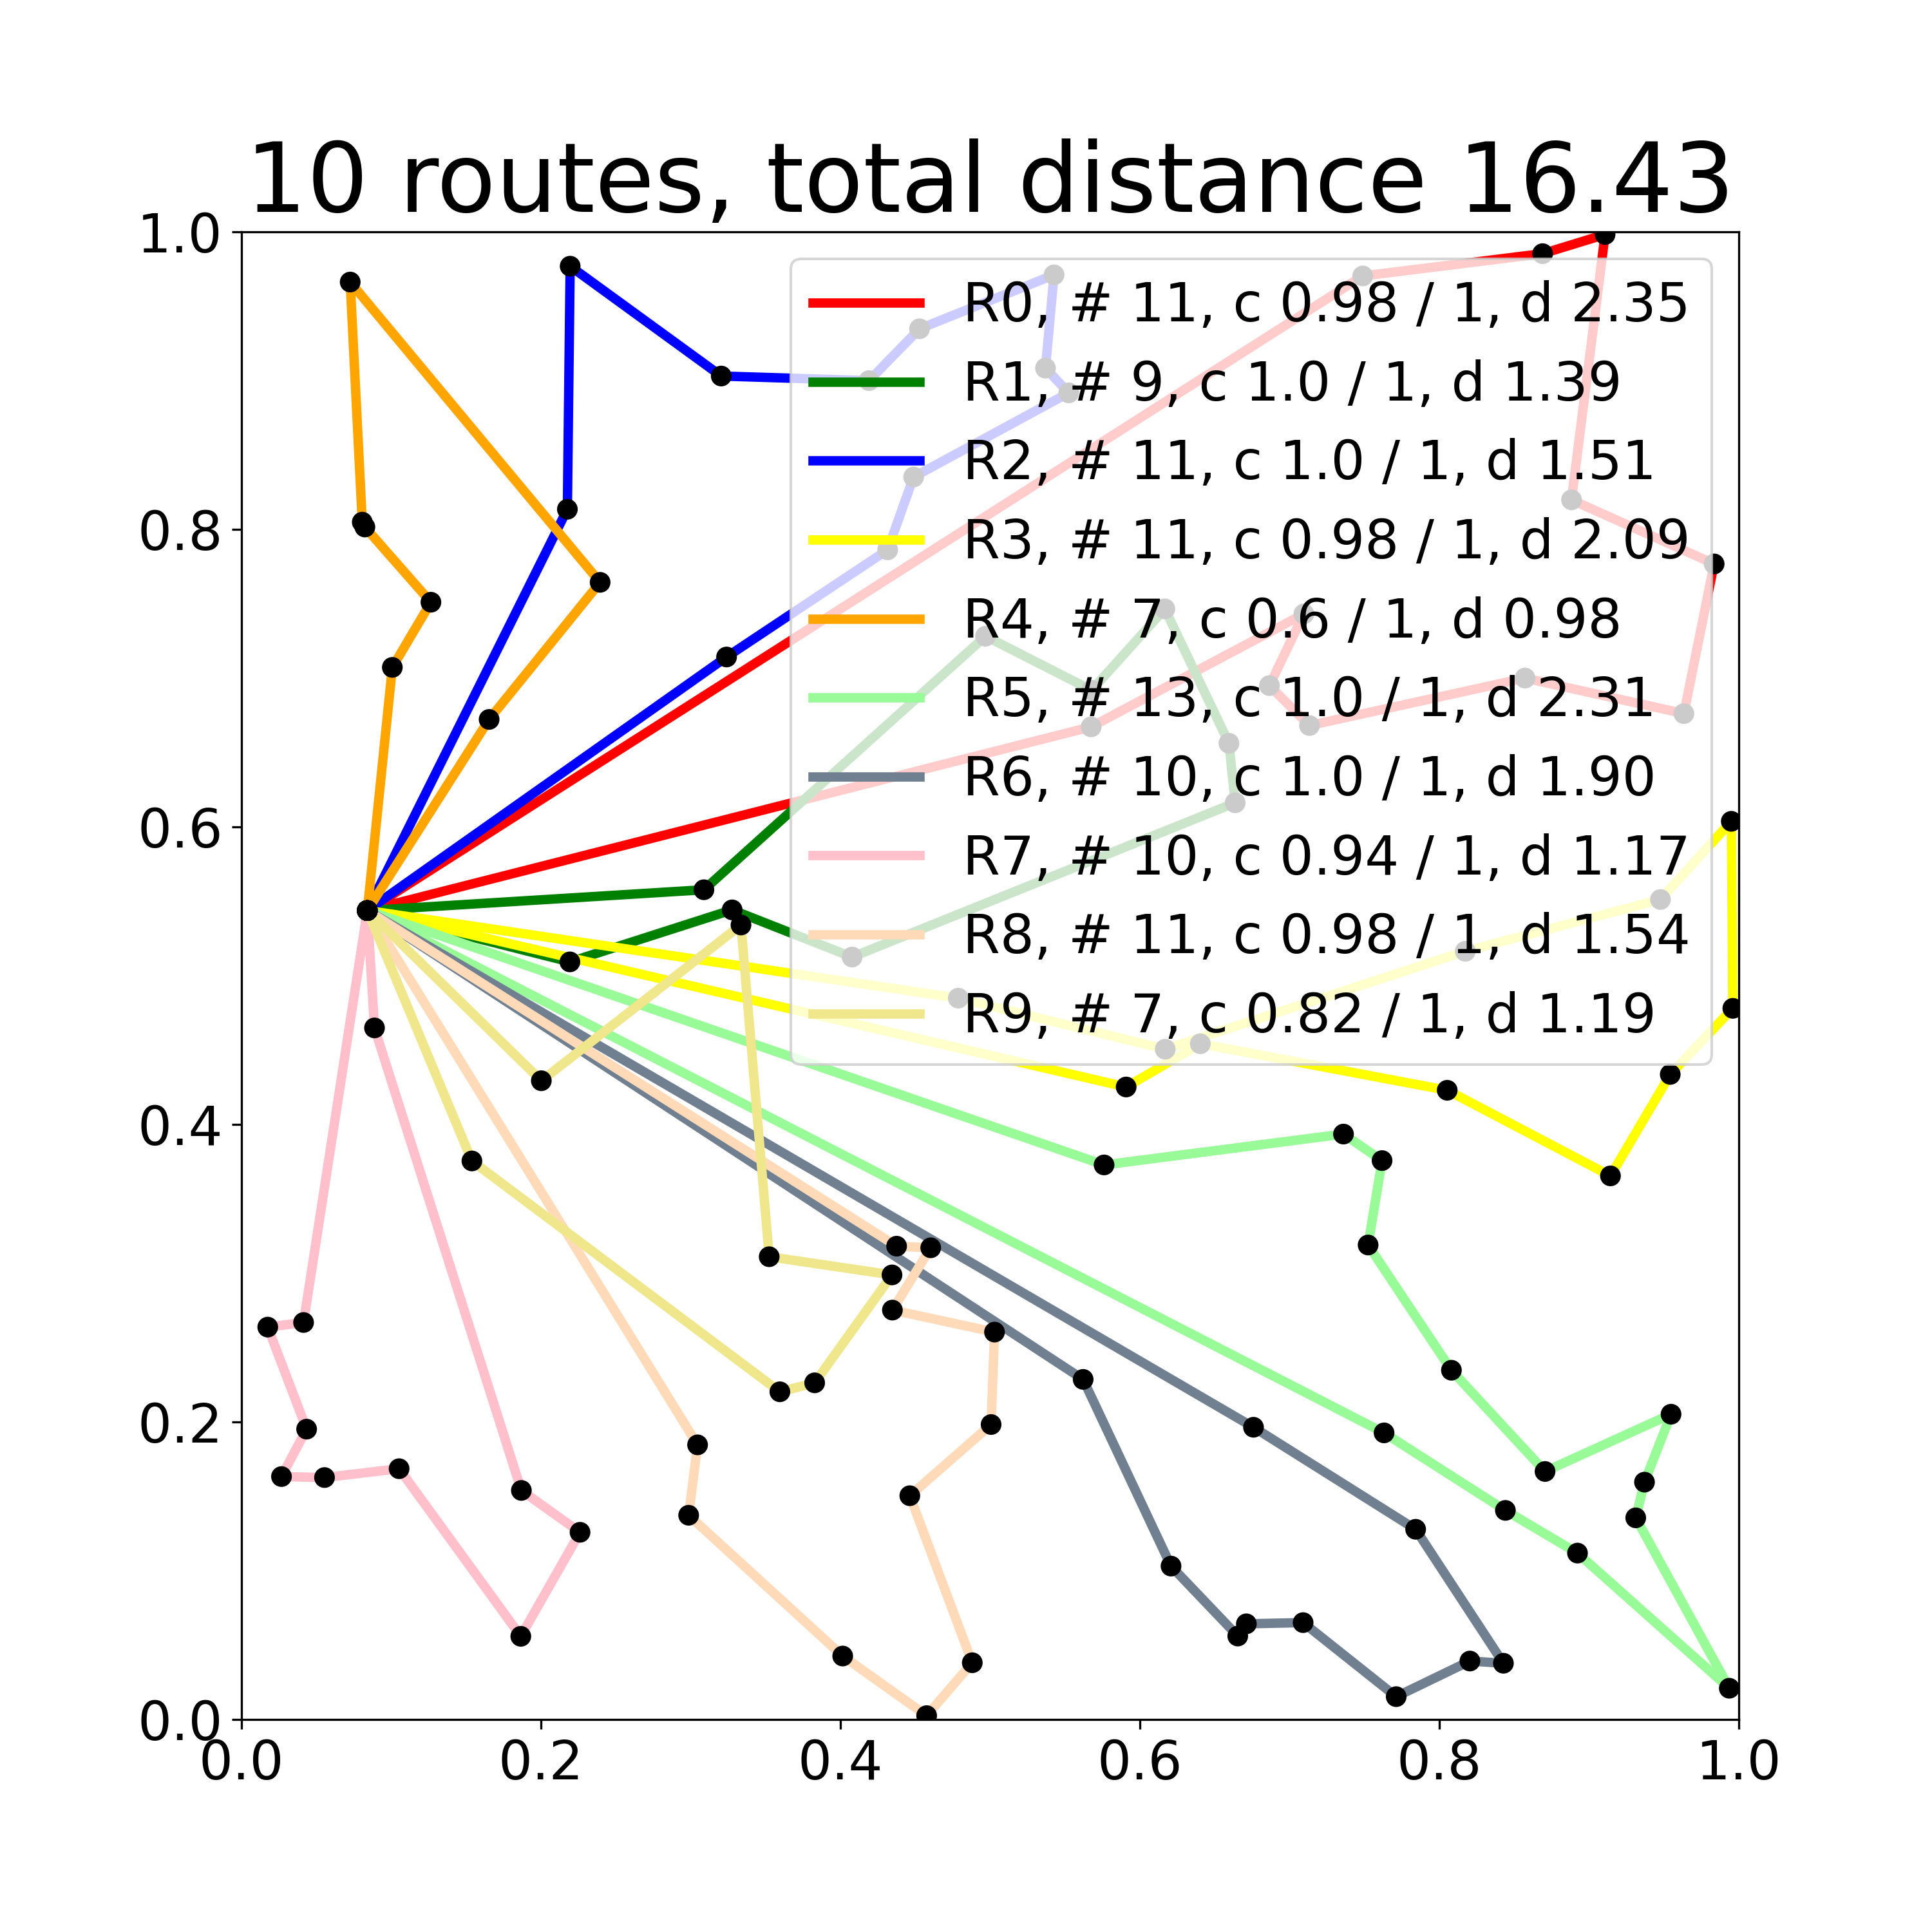 10 routes, total distance 16.43
1.0
0.8
0.6
0.4
0.2
0.0
R0, # 11, c 0.98 / 1, d 2.35
R1, # 9, c 1.0 / 1, d 1.39
R2, # 11, c 1.0 / 1, d 1.51
R3, # 11, c 0.98 / 1, d 2.09
R4, # 7, c 0.6 / 1, d 0.98
R5, # 13, c 1.0 / 1, d 2.31
R6, # 10, c 1.0 / 1, d 1.90
R7, # 10, c 0.94 / 1, d 1.17
R8, # 11, c 0.98 / 1, d 1.54
R9, # 7, c 0.82 / 1, d 1.19
0.0 0.2 0.4 0.6 0.8 1.0